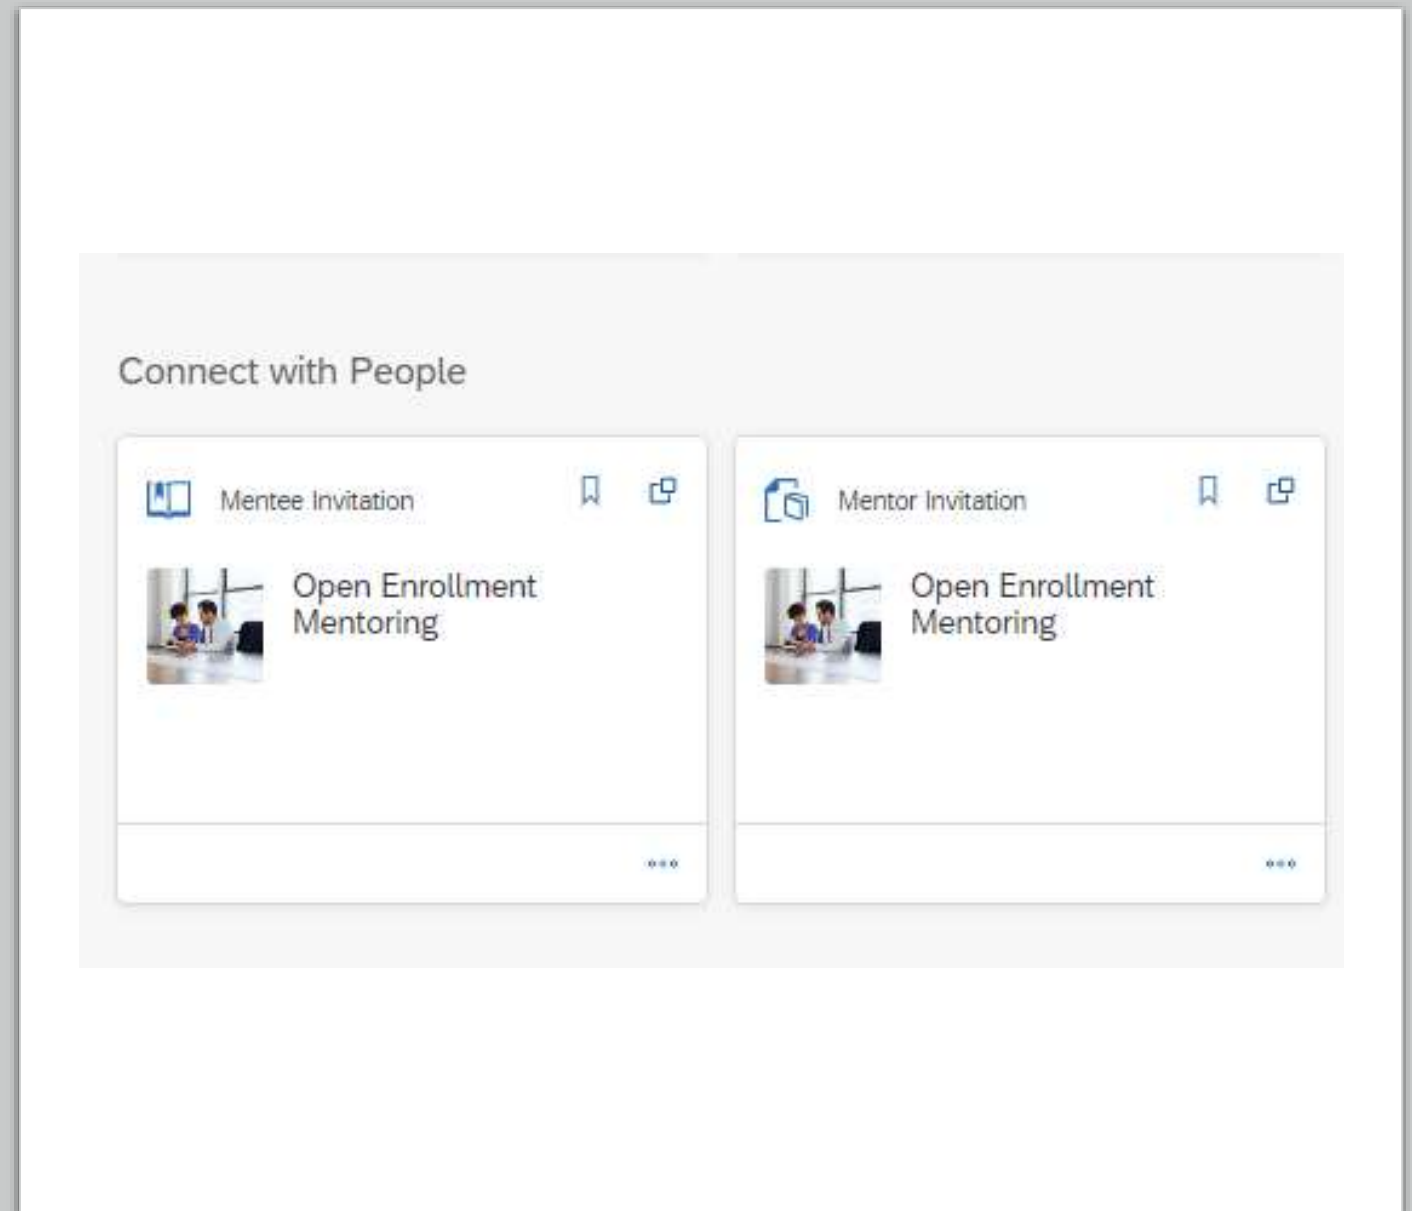 Connect with People
Mentee Invitation
Open Enrollment
Mentoring
Mentor Invitation
Open Enrollment
Mentoring